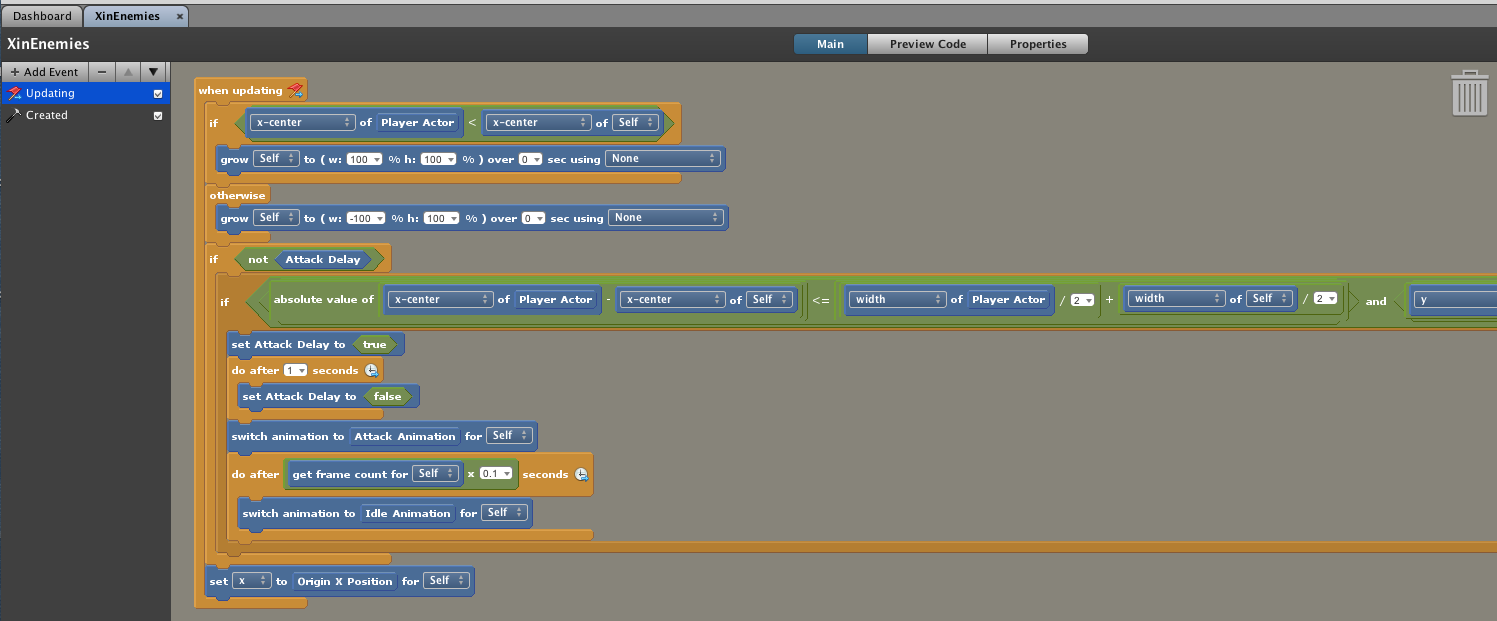 Dashboard XinEnemies ×
XinEnemies Main Preview Code Properties
+ Add Event −
Updating
Created
when updating
if x-center of Player Actor < x-center of Self
grow Self to ( w: 100 % h: 100 % ) over 0 sec using None
otherwise
grow Self to ( w: -100 % h: 100 % ) over 0 sec using None
if not Attack Delay
if absolute value of x-center of Player Actor - x-center of Self <= width of Player Actor / 2 + width of Self / 2 and y
set Attack Delay to true
do after 1 seconds
set Attack Delay to false
switch animation to Attack Animation for Self
do after get frame count for Self x 0.1 seconds
switch animation to Idle Animation for Self
set x to Origin X Position for Self